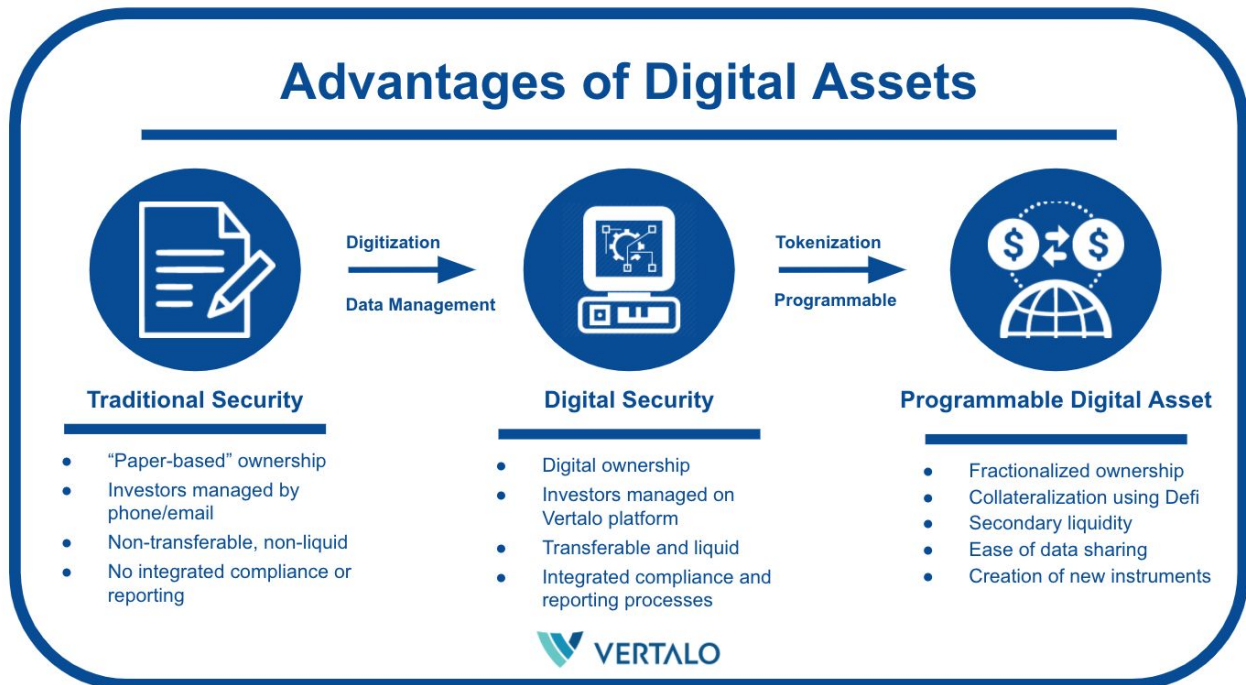 Advantages of Digital Assets
Digitization
Data Management
Tokenization
Programmable
Traditional Security
● “Paper-based” ownership
● Investors managed by
phone/email
● Non-transferable, non-liquid
● No integrated compliance or
reporting
Digital Security
● Digital ownership
● Investors managed on
Vertalo platform
● Transferable and liquid
● Integrated compliance and
reporting processes
Programmable Digital Asset
● Fractionalized ownership
● Collateralization using Defi
● Secondary liquidity
● Ease of data sharing
● Creation of new instruments
VERTALO